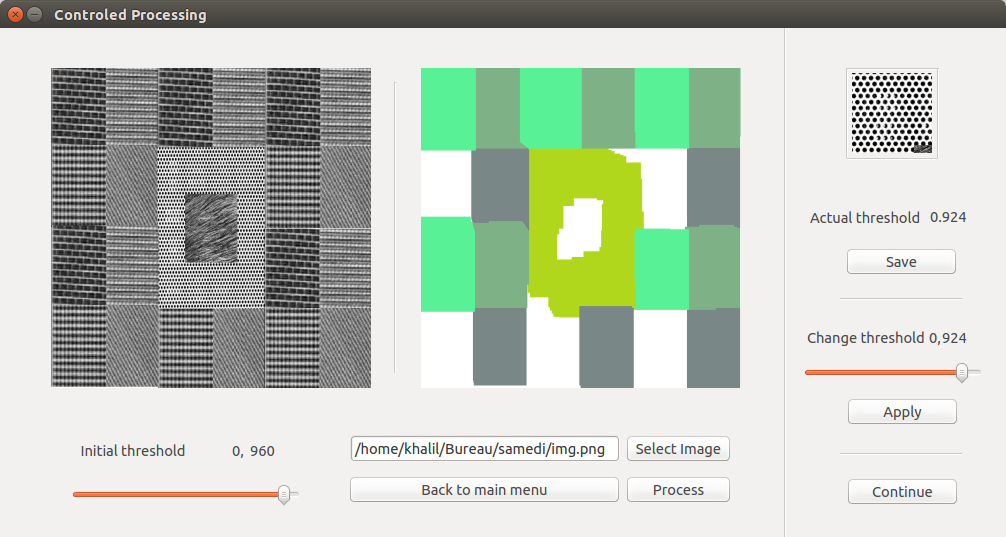 Controled Processing
Actual threshold 0.924
Save
Change threshold 0,924
Apply
Initial threshold 0, 960
/home/khalil/Bureau/samedi/img.png Select Image
Back to main menu Process
Continue